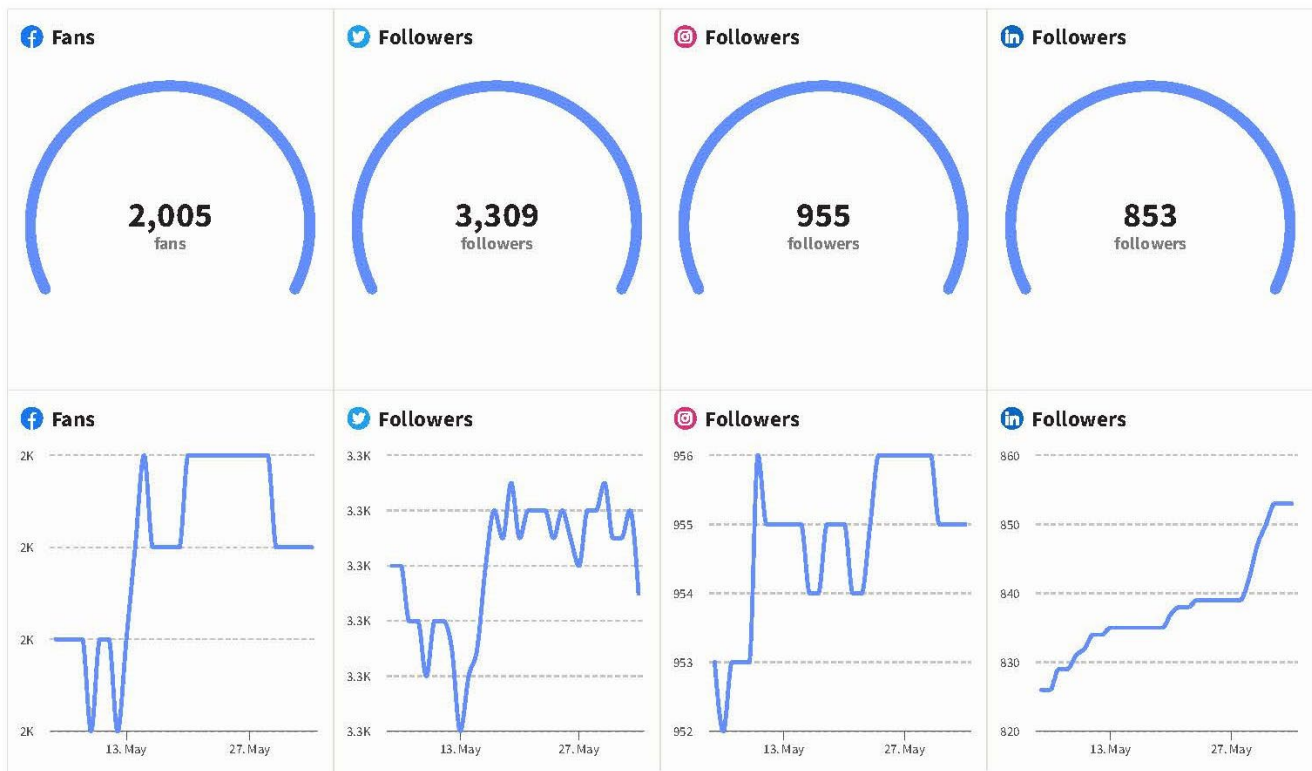 Fans
Followers
Followers
Followers
2,005
fans
3,309
followers
955
followers
853
followers
Fans
2K
2K
2K
2K
13. May
27. May
Followers
3.3K
3.3K
3.3K
3.3K
3.3K
3.3K
13. May
27. May
Followers
956
955
954
953
952
13. May
27. May
Followers
860
850
840
830
820
13. May
27. May